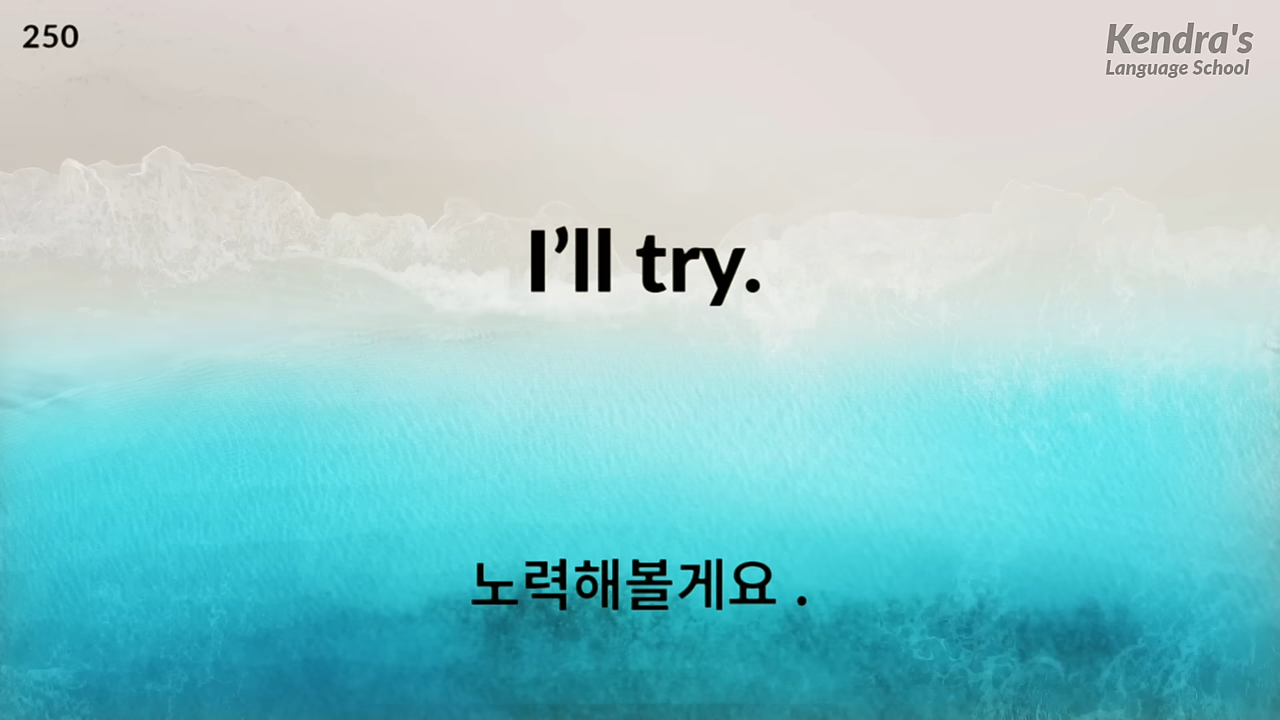 250
Kendra's
Language School
I’ll try.
노력해볼게요 .